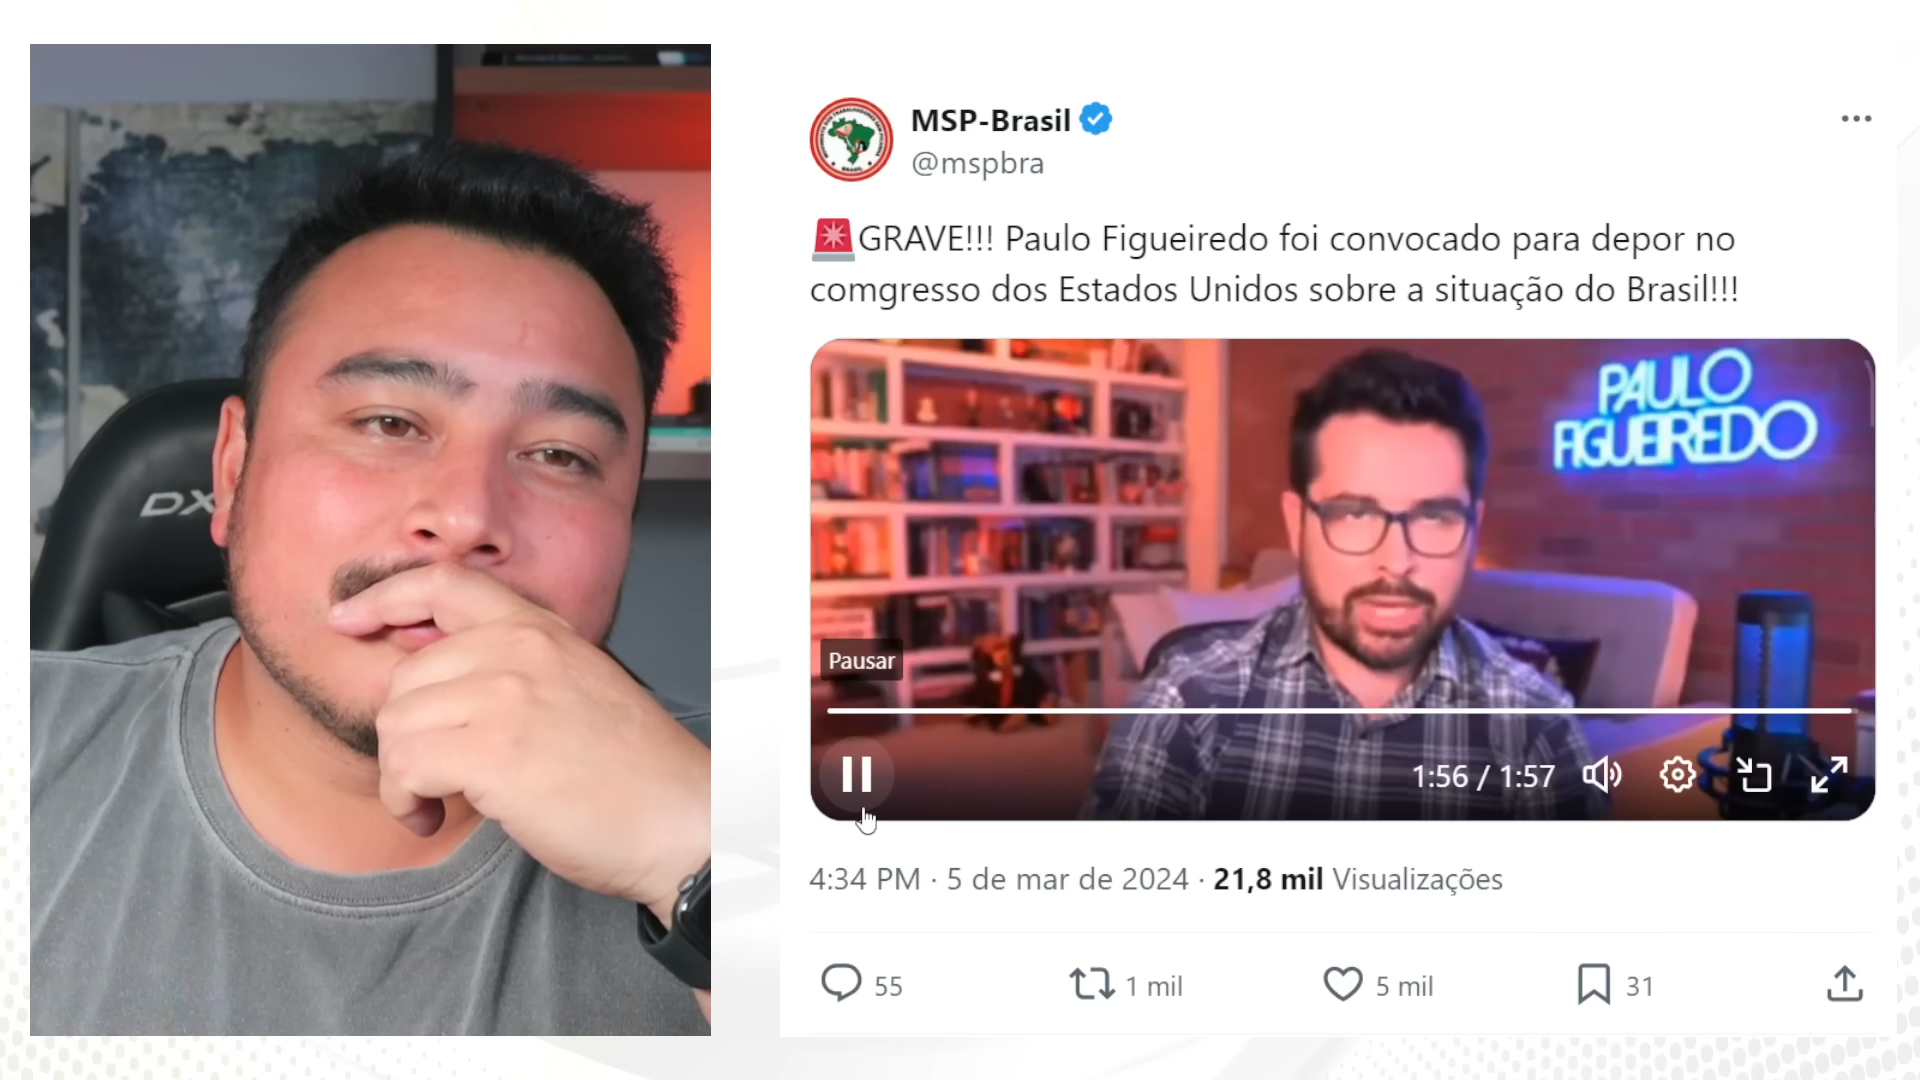 MSP-Brasil
@mspbra
GRAVE!!! Paulo Figueiredo foi convocado para depor no
comgresso dos Estados Unidos sobre a situação do Brasil!!!
PAULO
FIGUEIREDO
DX
Pausar
1:56 / 1:57
4:34 PM · 5 de mar de 2024 · 21,8 mil Visualizações
55
1 mil
5 mil
31